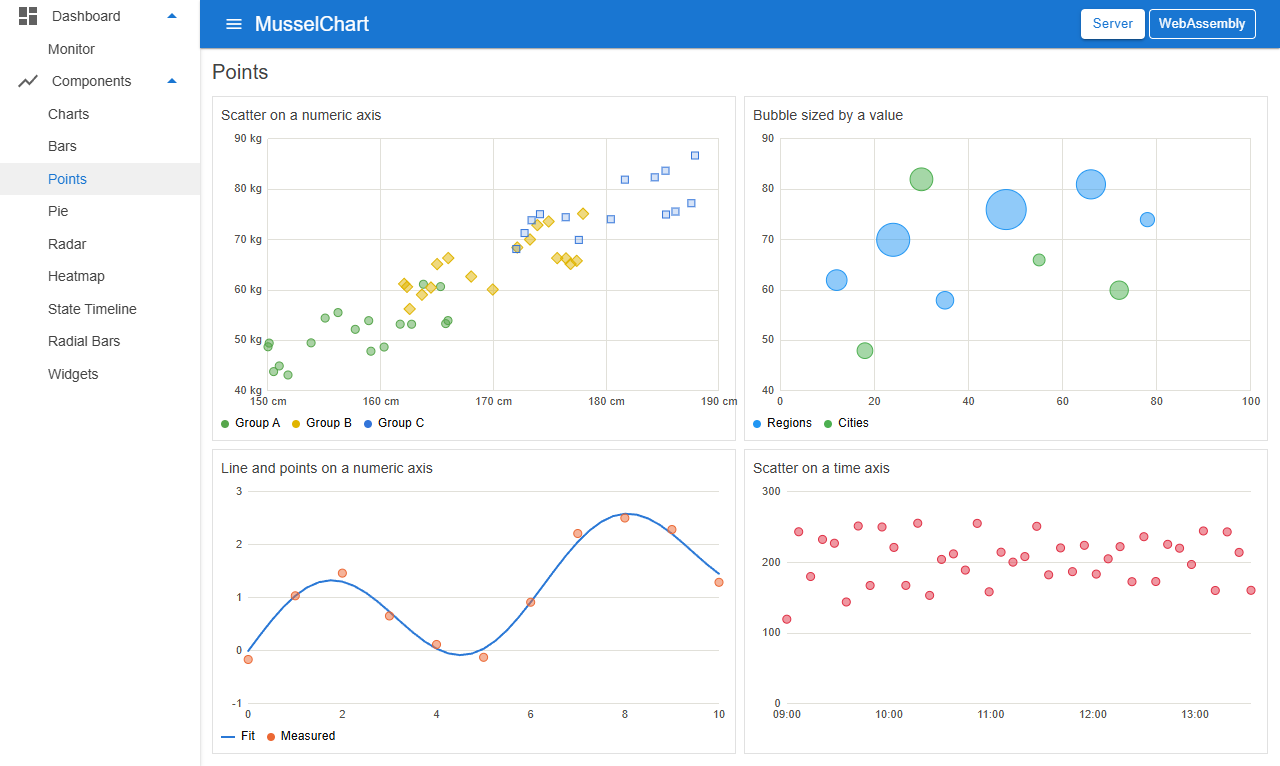 Dashboard
Monitor
Components
Charts
Bars
Points
Pie
Radar
Heatmap
State Timeline
Radial Bars
Widgets
MusselChart
Server
WebAssembly
Points
Scatter on a numeric axis
90 kg
80 kg
70 kg
60 kg
50 kg
40 kg
150 cm 160 cm 170 cm 180 cm 190 cm
Group A Group B Group C
Bubble sized by a value
90
80
70
60
50
40
0 20 40 60 80 100
Regions Cities
Line and points on a numeric axis
3
2
1
0
-1
0 2 4 6 8 10
Fit Measured
Scatter on a time axis
300
200
100
0
09:00 10:00 11:00 12:00 13:00